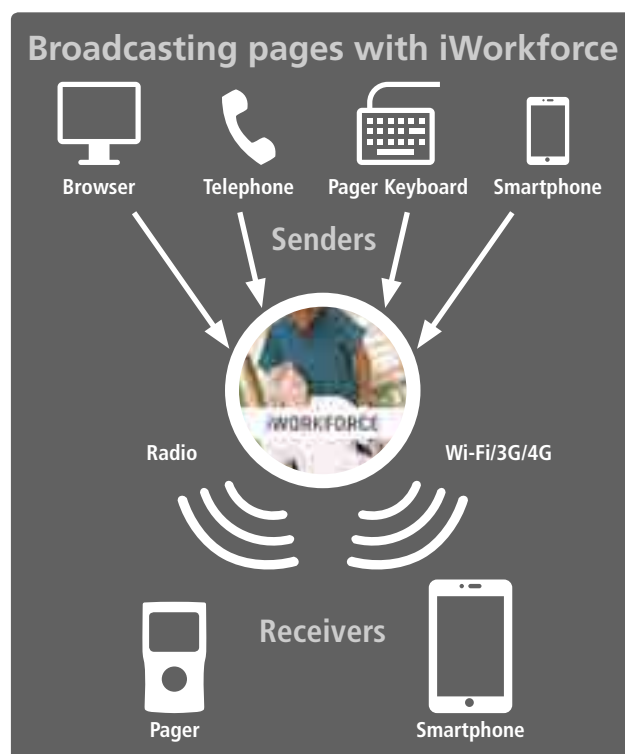 Broadcasting pages with iWorkforce
Browser
Telephone
Pager Keyboard
Smartphone
Senders
iWORKFORCE
Radio
Wi-Fi/3G/4G
Receivers
Pager
Smartphone